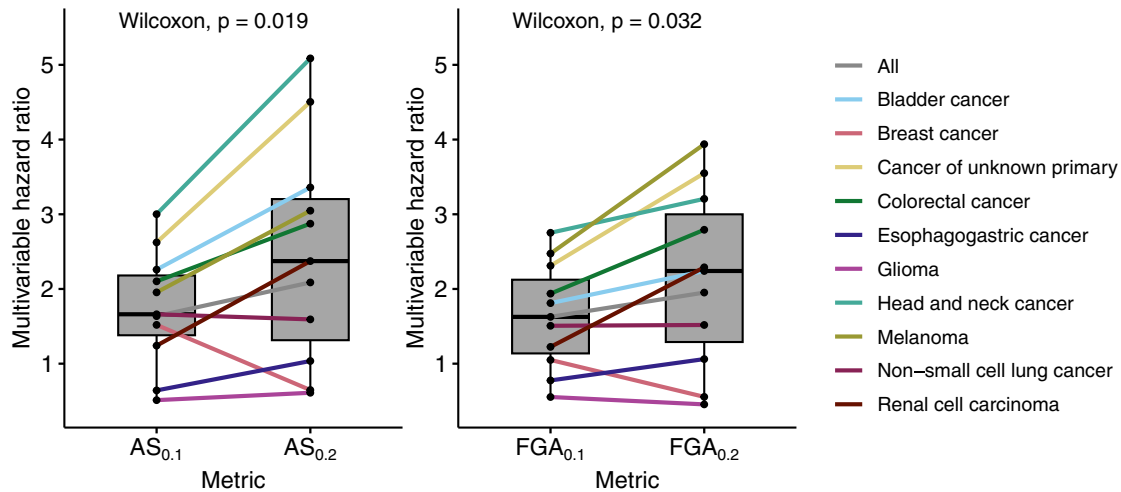 Wilcoxon, p = 0.019
Multivariable hazard ratio
5
4
3
2
1
AS0.1
AS0.2
Metric
Wilcoxon, p = 0.032
Multivariable hazard ratio
5
4
3
2
1
FGA0.1
FGA0.2
Metric
All
Bladder cancer
Breast cancer
Cancer of unknown primary
Colorectal cancer
Esophagogastric cancer
Glioma
Head and neck cancer
Melanoma
Non−small cell lung cancer
Renal cell carcinoma